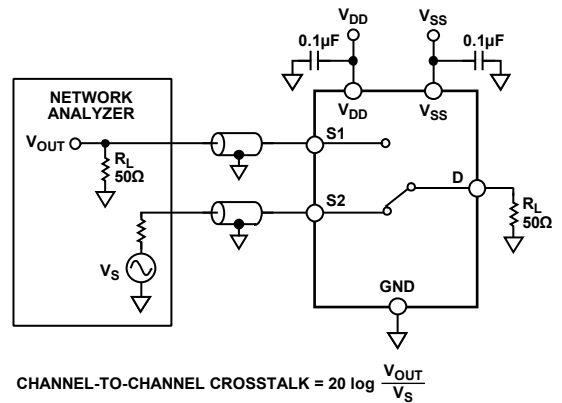 V_DD V_SS
0.1μF 0.1μF
NETWORK
ANALYZER
V_DD V_SS
V_OUT
S1
R_L
50Ω
S2
D
R_L
50Ω
V_S
GND
CHANNEL-TO-CHANNEL CROSSTALK = 20 log V_OUT / V_S